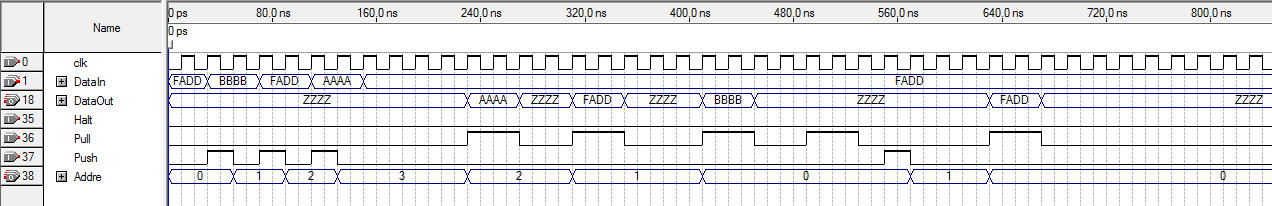 Name
0 ps 80.0 ns 160.0 ns 240.0 ns 320.0 ns 400.0 ns 480.0 ns 560.0 ns 640.0 ns 720.0 ns 800.0 ns
0 ps
0 clk
1 DataIn FADD BBBB FADD AAAA FADD
18 DataOut ZZZZ AAAA ZZZZ FADD ZZZZ BBBB ZZZZ FADD ZZZZ
35 Halt
36 Pull
37 Push
38 Addre 0 1 2 3 2 1 0 1 0